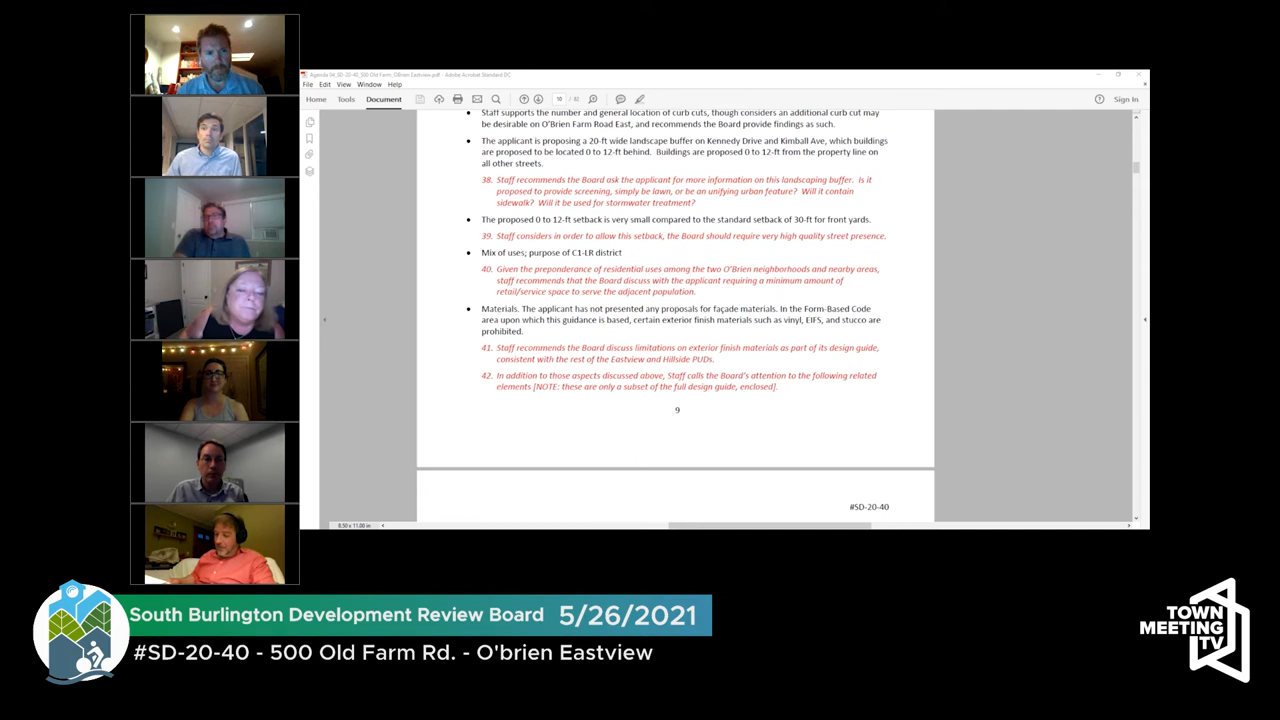 Agenda 04_SD-20-40_500 Old Farm_OBrien Eastview.pdf - Adobe Acrobat Standard DC
File Edit View Window Help
Home Tools Document 10 / 82 Sign In
Staff supports the number and general location of curb cuts, though considers an additional curb cut may
be desirable on O'Brien Farm Road East, and recommends the Board provide findings as such.
The applicant is proposing a 20-ft wide landscape buffer on Kennedy Drive and Kimball Ave, which buildings
are proposed to be located 0 to 12-ft behind. Buildings are proposed 0 to 12-ft from the property line on
all other streets.
38. Staff recommends the Board ask the applicant for more information on this landscaping buffer. Is it
proposed to provide screening, simply be lawn, or be an unifying urban feature? Will it contain
sidewalk? Will it be used for stormwater treatment?
The proposed 0 to 12-ft setback is very small compared to the standard setback of 30-ft for front yards.
39. Staff considers in order to allow this setback, the Board should require very high quality street presence.
Mix of uses; purpose of C1-LR district
40. Given the preponderance of residential uses among the two O'Brien neighborhoods and nearby areas,
staff recommends that the Board discuss with the applicant requiring a minimum amount of
retail/service space to serve the adjacent population.
Materials. The applicant has not presented any proposals for façade materials. In the Form-Based Code
area upon which this guidance is based, certain exterior finish materials such as vinyl, EIFS, and stucco are
prohibited.
41. Staff recommends the Board discuss limitations on exterior finish materials as part of its design guide,
consistent with the rest of the Eastview and Hillside PUDs.
42. In addition to those aspects discussed above, Staff calls the Board's attention to the following related
elements [NOTE: these are only a subset of the full design guide, enclosed].
9
#SD-20-40
8.50 x 11.00 in
South Burlington Development Review Board 5/26/2021
#SD-20-40 - 500 Old Farm Rd. - O'brien Eastview
TOWN
MEETING
TV